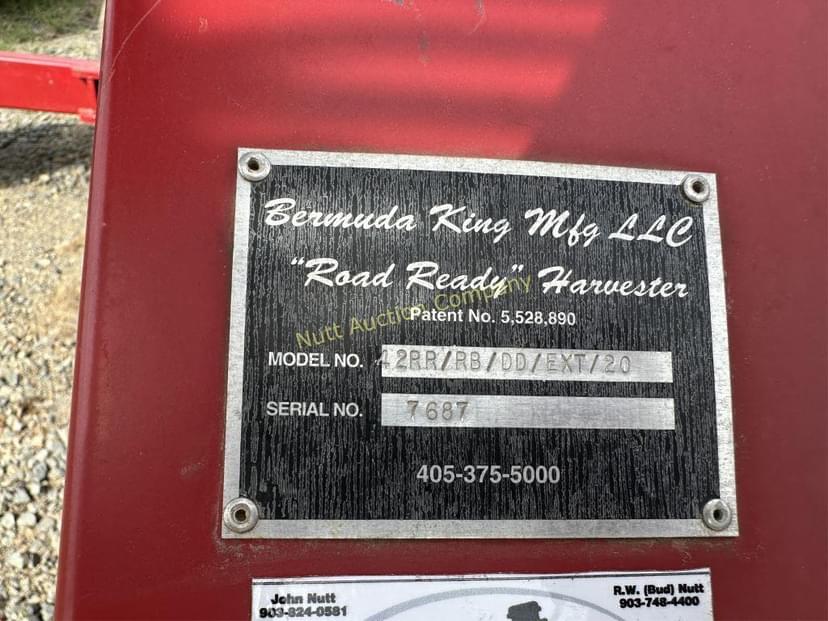 Bermuda King Mfg LLC
"Road Ready" Harvester
Nutt Auction Company
Patent No. 5,528,890
MODEL NO. 42RR/RB/DD/EXT/20
SERIAL NO. 7687
405-375-5000
John Nutt
903-824-0581
R.W. (Bud) Nutt
903-748-4400